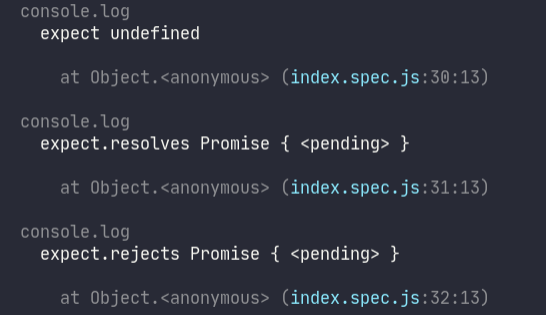 console.log
expect undefined
at Object.<anonymous> (index.spec.js:30:13)
console.log
expect.resolves Promise { <pending> }
at Object.<anonymous> (index.spec.js:31:13)
console.log
expect.rejects Promise { <pending> }
at Object.<anonymous> (index.spec.js:32:13)